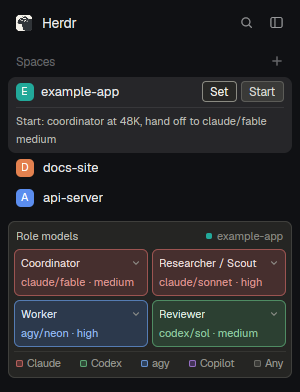 Herdr
Spaces
E example-app Set Start
Start: coordinator at 48K, hand off to claude/fable
medium
D docs-site
A api-server
Role models example-app
Coordinator Researcher / Scout
claude/fable · medium claude/sonnet · high
Worker Reviewer
agy/neon · high codex/sol · medium
Claude Codex agy Copilot Any